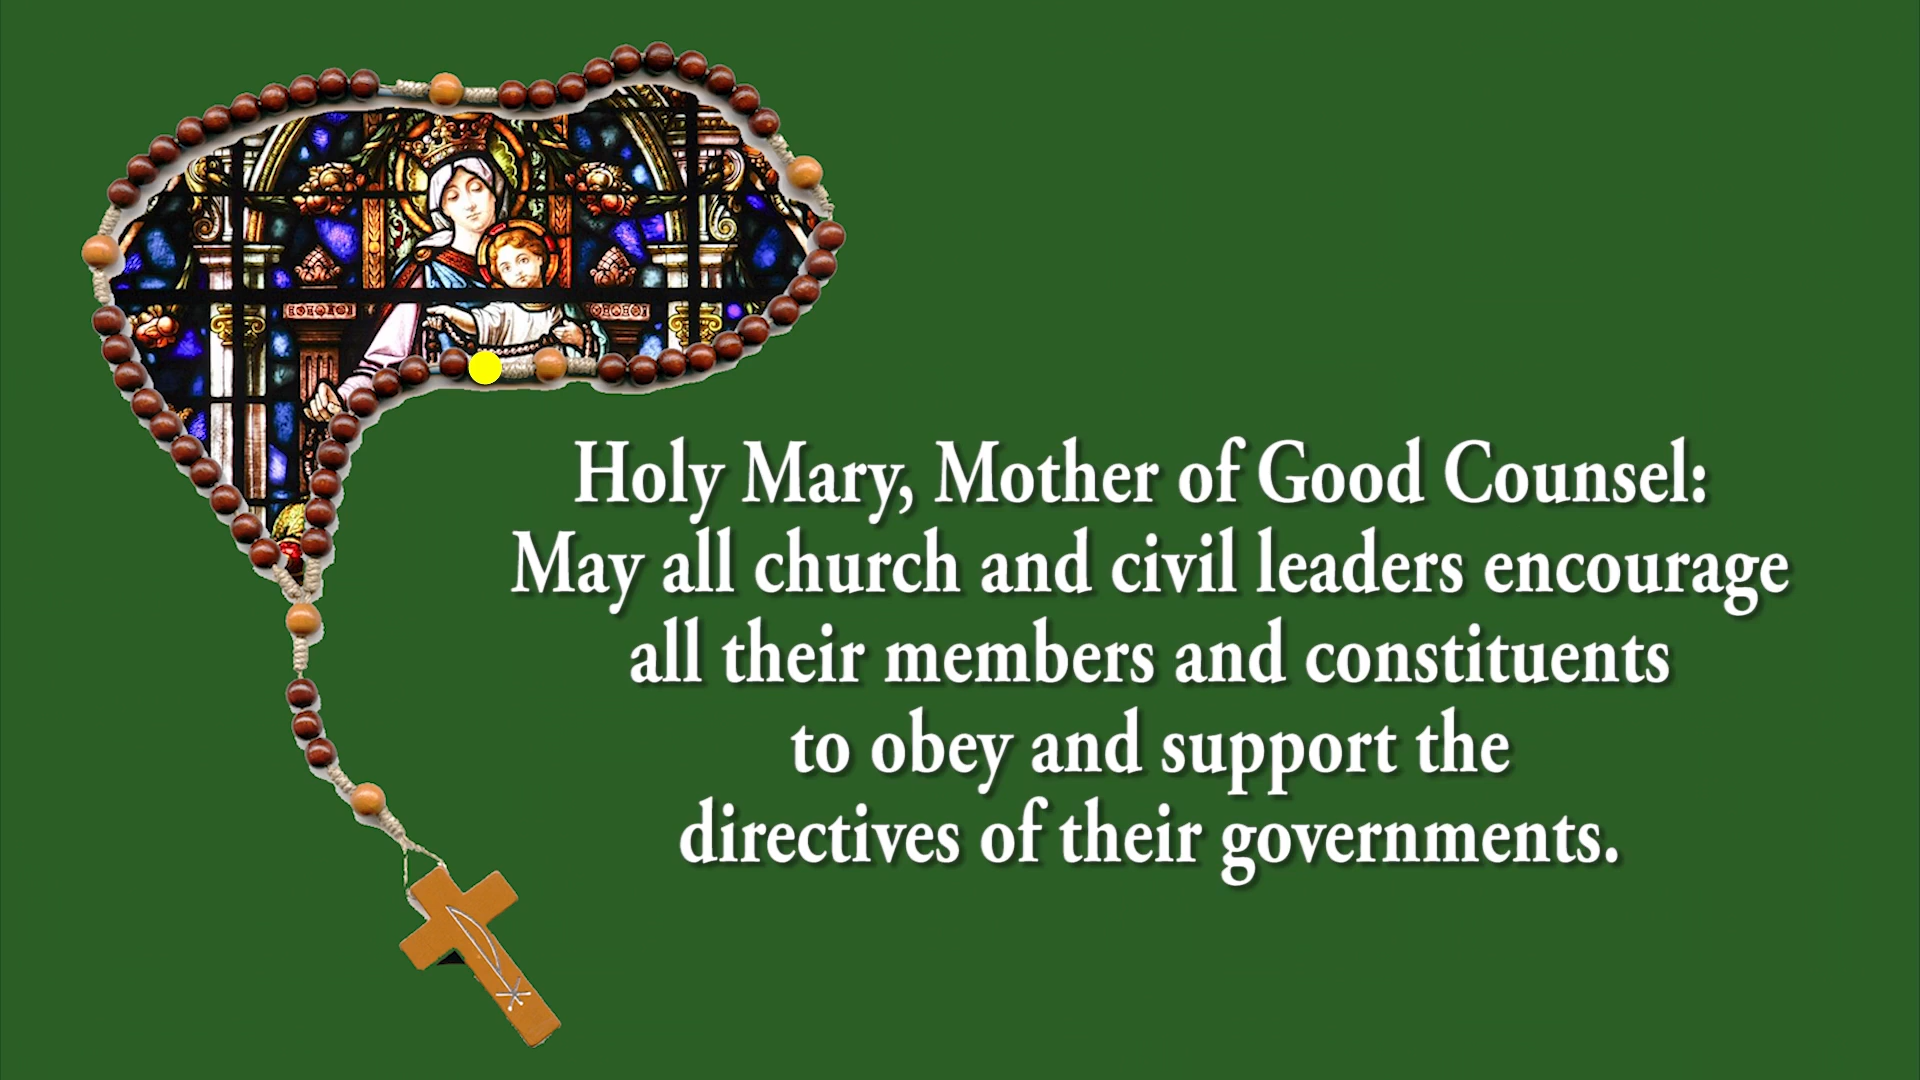 Holy Mary, Mother of Good Counsel:
May all church and civil leaders encourage
all their members and constituents
to obey and support the
directives of their governments.